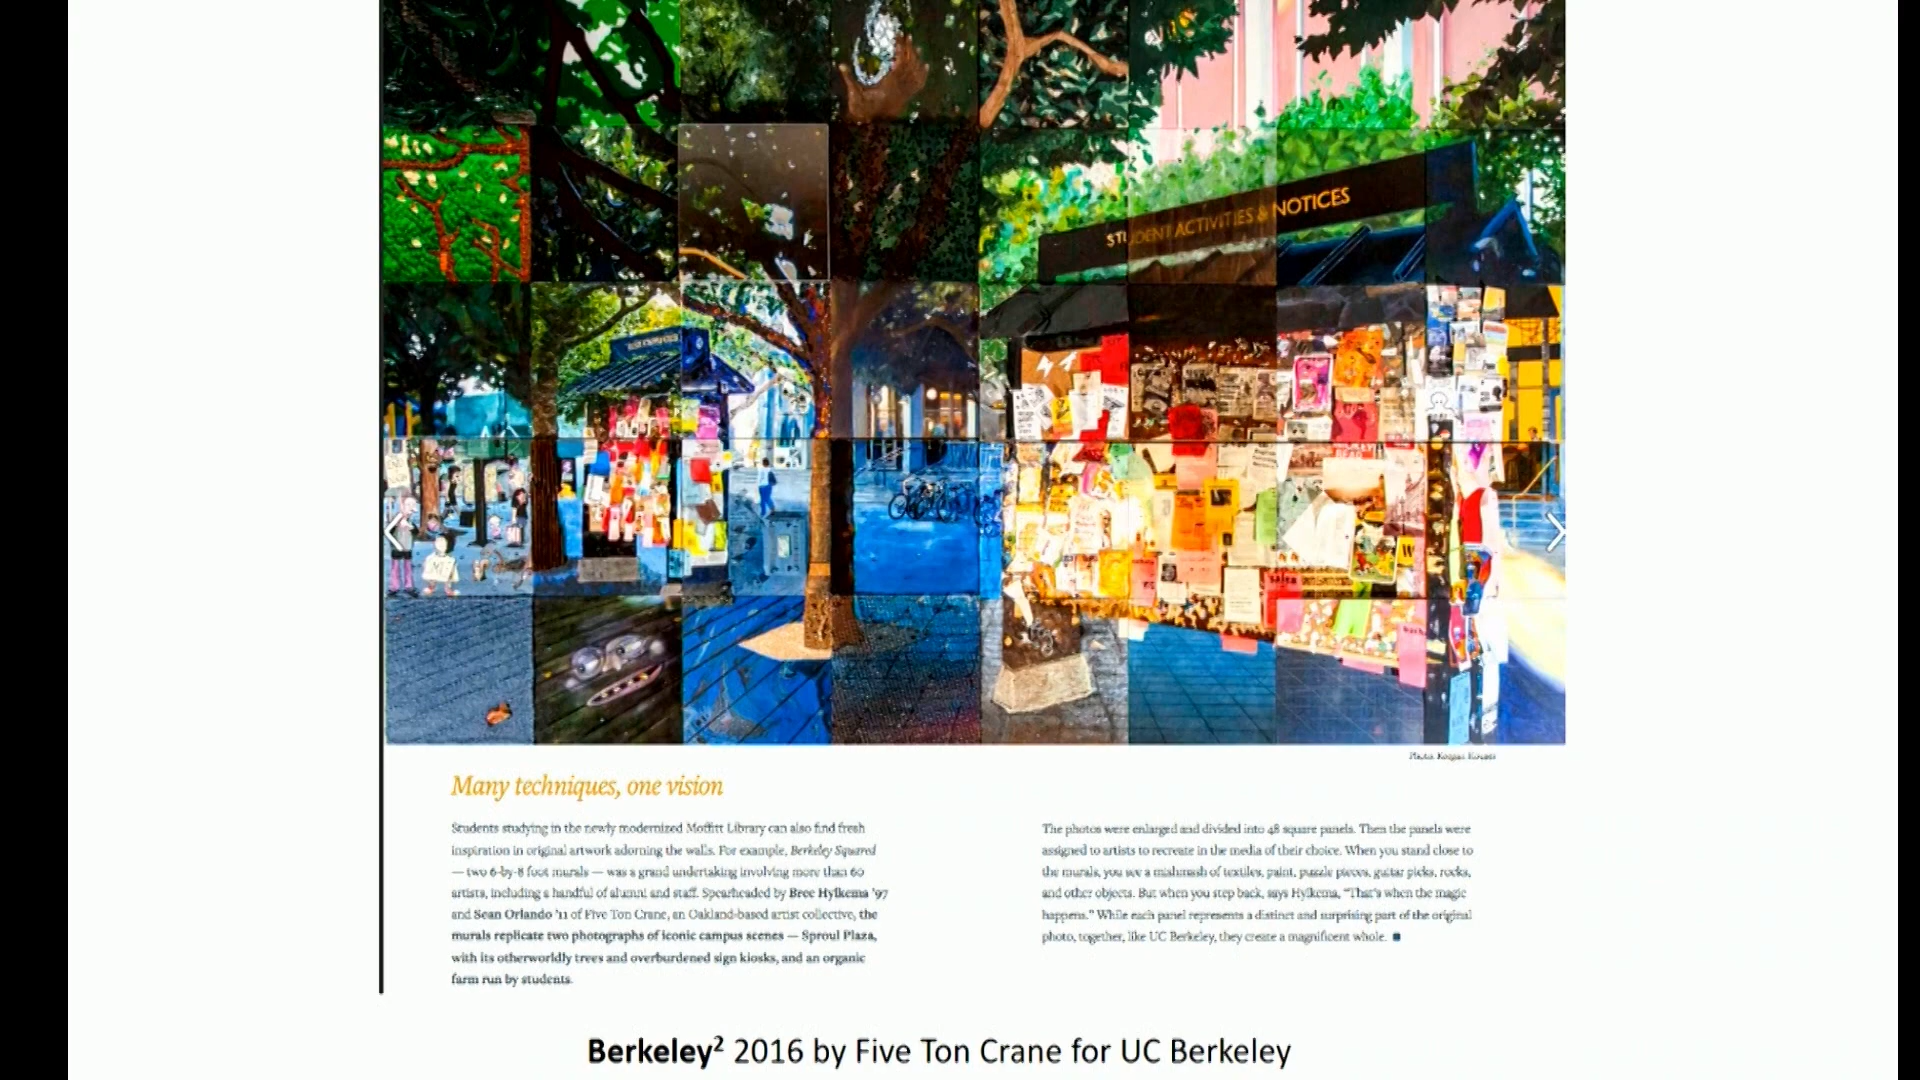 STUDENT ACTIVITIES & NOTICES
Many techniques, one vision
Students studying in the newly modernized Moffitt Library can also find fresh
inspiration in original artwork adorning the walls. For example, Berkeley Squared
— two 6-by-8 foot murals — was a grand undertaking involving more than 60
artists, including a handful of alumni and staff. Spearheaded by Bree Hylkema '97
and Sean Orlando '11 of Five Ton Crane, an Oakland-based artist collective, the
murals replicate two photographs of iconic campus scenes — Sproul Plaza,
with its otherworldly trees and overburdened sign kiosks, and an organic
farm run by students.
The photos were enlarged and divided into 48 square panels. Then the panels were
assigned to artists to recreate in the media of their choice. When you stand close to
the murals, you see a mishmash of textiles, paint, puzzle pieces, guitar picks, rocks,
and other objects. But when you step back, says Hylkema, "That's when the magic
happens." While each panel represents a distinct and surprising part of the original
photo, together, like UC Berkeley, they create a magnificent whole.
Berkeley² 2016 by Five Ton Crane for UC Berkeley